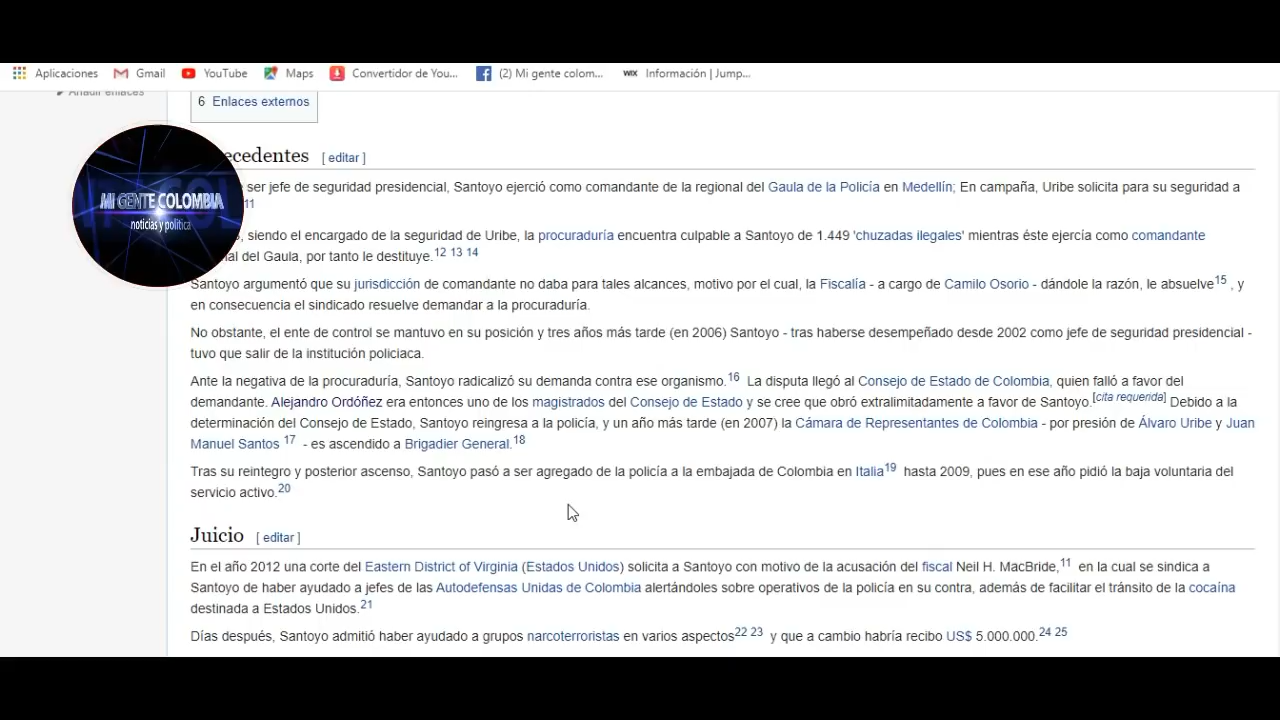 Aplicaciones Gmail YouTube Maps Convertidor de You... (2) Mi gente colom... WIX Información | Jump...
Añadir enlaces
6 Enlaces externos
ecedentes [ editar ]
ser jefe de seguridad presidencial, Santoyo ejerció como comandante de la regional del Gaula de la Policía en Medellín; En campaña, Uribe solicita para su seguridad a
11
MI GENTE COLOMBIA
noticias y política
, siendo el encargado de la seguridad de Uribe, la procuraduría encuentra culpable a Santoyo de 1.449 'chuzadas ilegales' mientras éste ejercía como comandante
al del Gaula, por tanto le destituye.12 13 14
Santoyo argumentó que su jurisdicción de comandante no daba para tales alcances, motivo por el cual, la Fiscalía - a cargo de Camilo Osorio - dándole la razón, le absuelve15 , y
en consecuencia el sindicado resuelve demandar a la procuraduría.
No obstante, el ente de control se mantuvo en su posición y tres años más tarde (en 2006) Santoyo - tras haberse desempeñado desde 2002 como jefe de seguridad presidencial -
tuvo que salir de la institución policiaca.
Ante la negativa de la procuraduría, Santoyo radicalizó su demanda contra ese organismo.16 La disputa llegó al Consejo de Estado de Colombia, quien falló a favor del
demandante. Alejandro Ordóñez era entonces uno de los magistrados del Consejo de Estado y se cree que obró extralimitadamente a favor de Santoyo.[cita requerida] Debido a la
determinación del Consejo de Estado, Santoyo reingresa a la policía, y un año más tarde (en 2007) la Cámara de Representantes de Colombia - por presión de Álvaro Uribe y Juan
Manuel Santos 17 - es ascendido a Brigadier General.18
Tras su reintegro y posterior ascenso, Santoyo pasó a ser agregado de la policía a la embajada de Colombia en Italia19 hasta 2009, pues en ese año pidió la baja voluntaria del
servicio activo.20
Juicio [ editar ]
En el año 2012 una corte del Eastern District of Virginia (Estados Unidos) solicita a Santoyo con motivo de la acusación del fiscal Neil H. MacBride,11 en la cual se sindica a
Santoyo de haber ayudado a jefes de las Autodefensas Unidas de Colombia alertándoles sobre operativos de la policía en su contra, además de facilitar el tránsito de la cocaína
destinada a Estados Unidos.21
Días después, Santoyo admitió haber ayudado a grupos narcoterroristas en varios aspectos22 23 y que a cambio habría recibo US$ 5.000.000.24 25